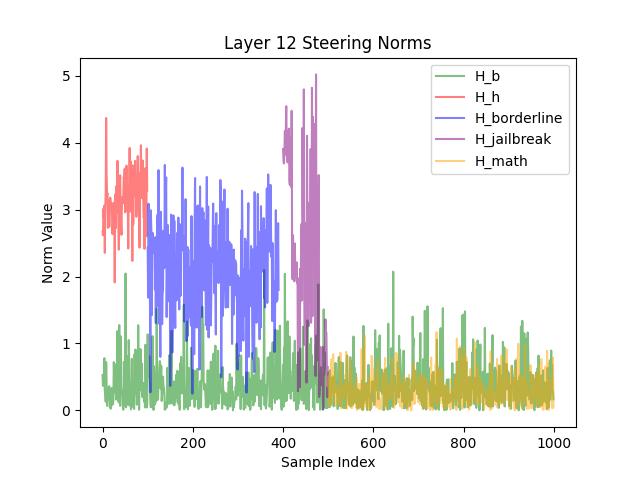 Layer 12 Steering Norms
H_b
H_h
H_borderline
H_jailbreak
H_math
Norm Value
5
4
3
2
1
0
0 200 400 600 800 1000
Sample Index